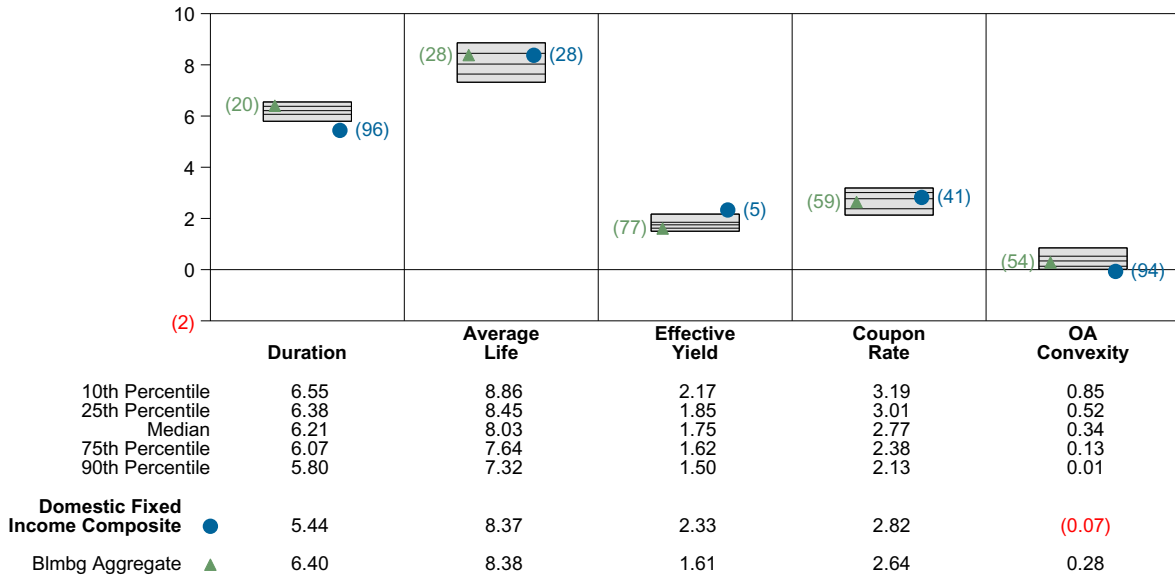 10
8
6
4
2
0
(2)
(20)
(96)
(28)
(28)
(77)
(5)
(59)
(41)
(54)
(94)
Duration
Average
Life
Effective
Yield
Coupon
Rate
OA
Convexity
10th Percentile 6.55 8.86 2.17 3.19 0.85
25th Percentile 6.38 8.45 1.85 3.01 0.52
Median 6.21 8.03 1.75 2.77 0.34
75th Percentile 6.07 7.64 1.62 2.38 0.13
90th Percentile 5.80 7.32 1.50 2.13 0.01
Domestic Fixed
Income Composite 5.44 8.37 2.33 2.82 (0.07)
Blmbg Aggregate 6.40 8.38 1.61 2.64 0.28